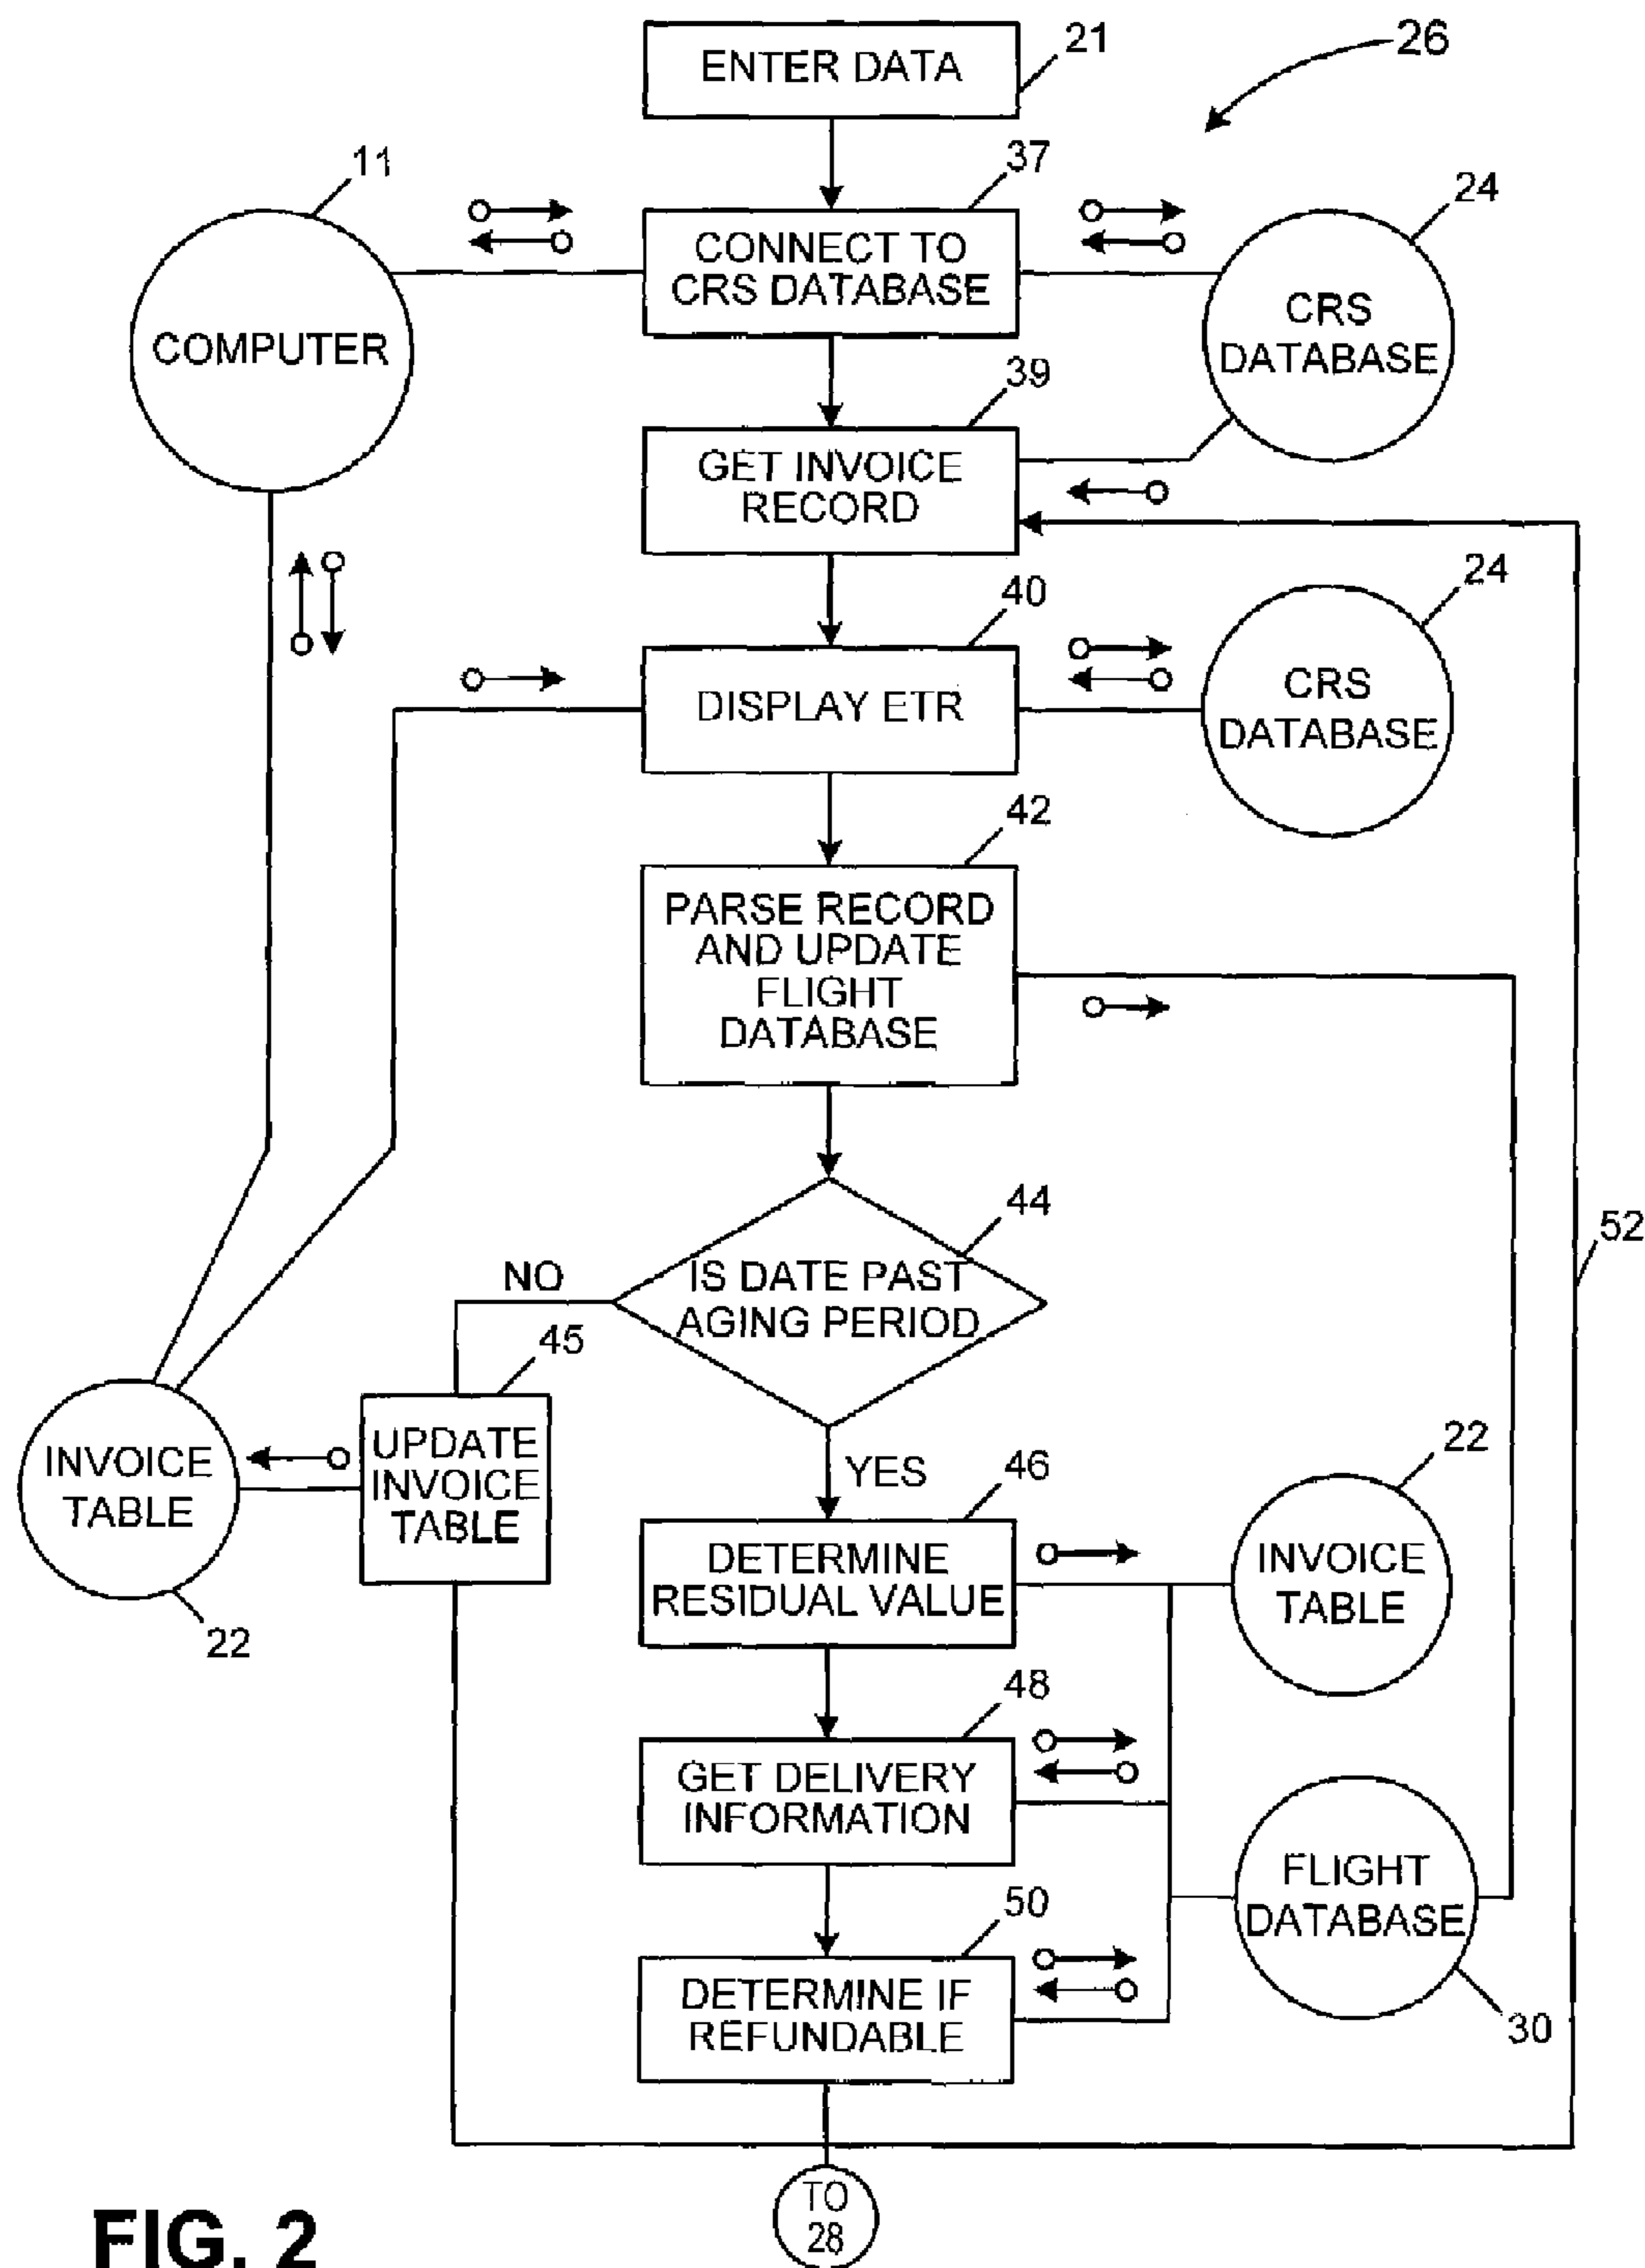 ENTER DATA
21
26
11
37
24
COMPUTER
CONNECT TO
CRS DATABASE
CRS
DATABASE
39
GET INVOICE
RECORD
40
24
DISPLAY ETR
CRS
DATABASE
42
PARSE RECORD
AND UPDATE
FLIGHT
DATABASE
44
52
NO
IS DATE PAST
AGING PERIOD
45
INVOICE
TABLE
22
UPDATE
INVOICE
TABLE
YES
46
22
DETERMINE
RESIDUAL VALUE
INVOICE
TABLE
48
GET DELIVERY
INFORMATION
FLIGHT
DATABASE
30
50
DETERMINE IF
REFUNDABLE
TO
28
FIG. 2